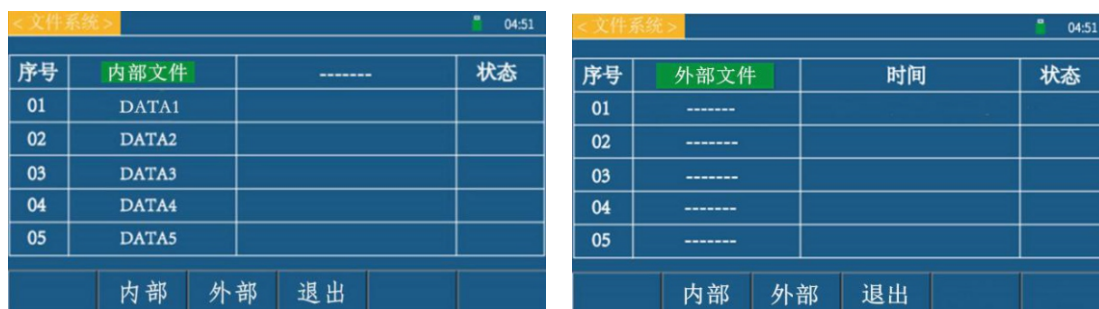 <文件系统> 04:51
序号 内部文件 ------- 状态
01 DATA1
02 DATA2
03 DATA3
04 DATA4
05 DATA5
内部 外部 退出
<文件系统> 04:51
序号 外部文件 时间 状态
01 -------
02 -------
03 -------
04 -------
05 -------
内部 外部 退出